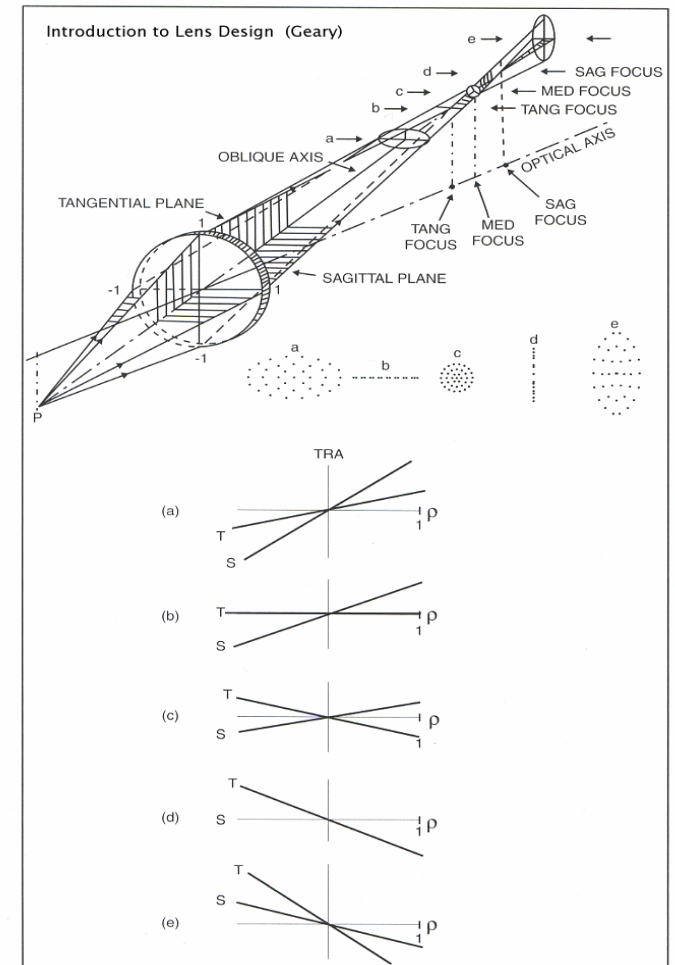 Introduction to Lens Design (Geary)
e
d
SAG FOCUS
c
MED FOCUS
b
TANG FOCUS
a
OBLIQUE AXIS
OPTICAL AXIS
TANGENTIAL PLANE
SAG
FOCUS
TANG
FOCUS
MED
FOCUS
1
SAGITTAL PLANE
-1
1
-1
P
a
b
c
d
e
TRA
(a)
T
S
ρ
1
(b)
T
S
ρ
1
(c)
T
S
ρ
1
(d)
T
S
ρ
1
(e)
T
S
ρ
1